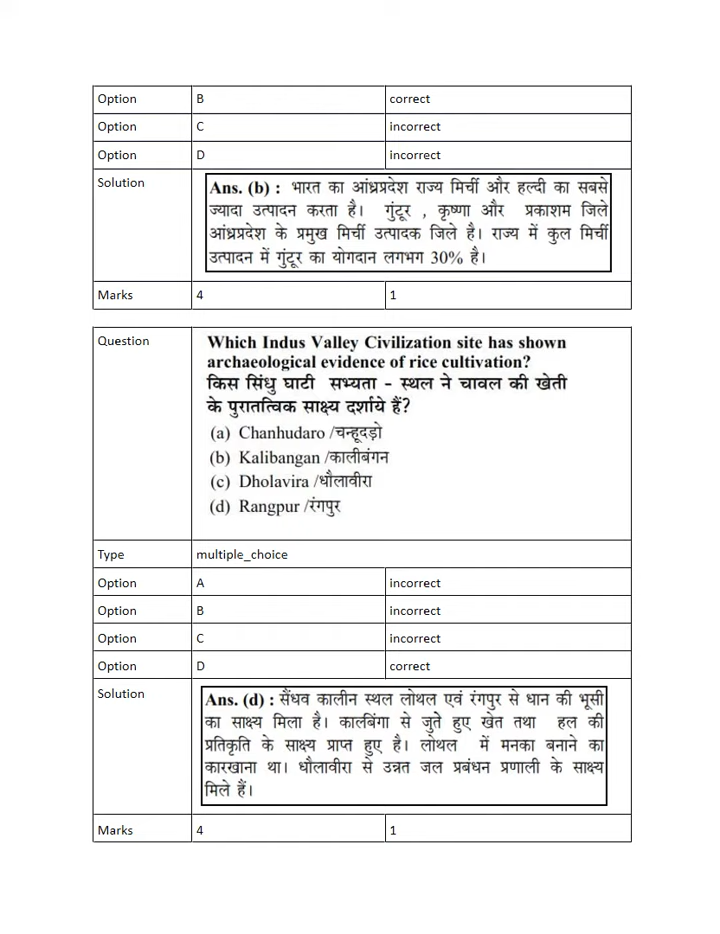 Option B correct
Option C incorrect
Option D incorrect
Solution
Ans. (b) : भारत का आंध्रप्रदेश राज्य मिर्ची और हल्दी का सबसे
ज्यादा उत्पादन करता है। गुंटूर , कृष्णा और प्रकाशम जिले
आंध्रप्रदेश के प्रमुख मिर्ची उत्पादक जिले है। राज्य में कुल मिर्ची
उत्पादन में गुंटूर का योगदान लगभग 30% है।
Marks 4 1
Question
Which Indus Valley Civilization site has shown
archaeological evidence of rice cultivation?
किस सिंधु घाटी सभ्यता - स्थल ने चावल की खेती
के पुरातत्विक साक्ष्य दर्शाये हैं?
(a) Chanhudaro /चन्हूदड़ो
(b) Kalibangan /कालीबंगन
(c) Dholavira /धौलावीरा
(d) Rangpur /रंगपुर
Type multiple_choice
Option A incorrect
Option B incorrect
Option C incorrect
Option D correct
Solution
Ans. (d) : सैंधव कालीन स्थल लोथल एवं रंगपुर से धान की भूसी
का साक्ष्य मिला है। कालबिंगा से जुते हुए खेत तथा हल की
प्रतिकृति के साक्ष्य प्राप्त हुए है। लोथल में मनका बनाने का
कारखाना था। धौलावीरा से उन्नत जल प्रबंधन प्रणाली के साक्ष्य
मिले हैं।
Marks 4 1